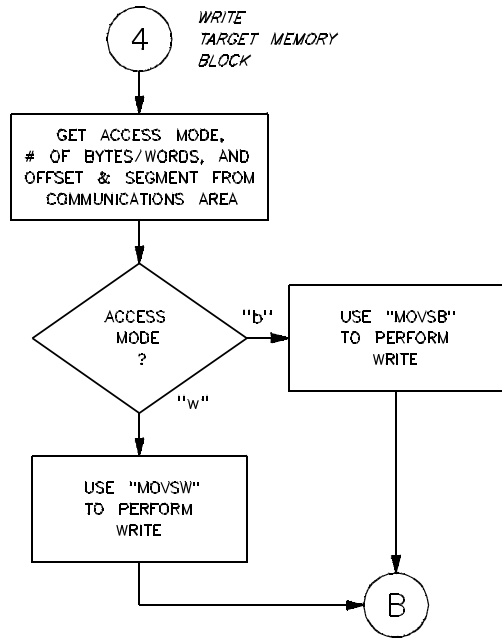 4
WRITE
TARGET MEMORY
BLOCK
GET ACCESS MODE,
# OF BYTES/WORDS, AND
OFFSET & SEGMENT FROM
COMMUNICATIONS AREA
ACCESS
MODE
?
"b"
"w"
USE "MOVSB"
TO PERFORM
WRITE
USE "MOVSW"
TO PERFORM
WRITE
B